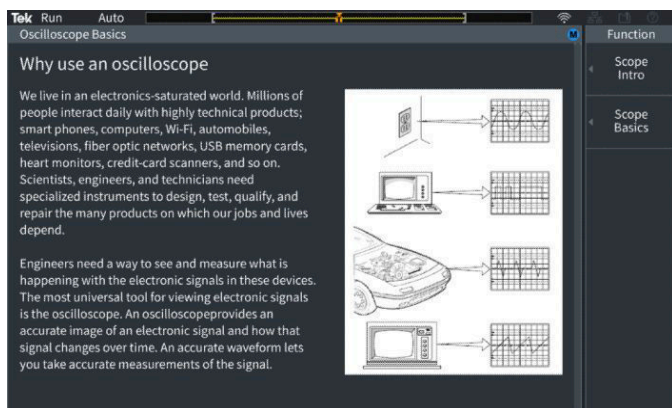 Tek Run Auto
Oscilloscope Basics
M
Function
Why use an oscilloscope
We live in an electronics-saturated world. Millions of
people interact daily with highly technical products;
smart phones, computers, Wi-Fi, automobiles,
televisions, fiber optic networks, USB memory cards,
heart monitors, credit-card scanners, and so on.
Scientists, engineers, and technicians need
specialized instruments to design, test, qualify, and
repair the many products on which our jobs and lives
depend.
Engineers need a way to see and measure what is
happening with the electronic signals in these devices.
The most universal tool for viewing electronic signals
is the oscilloscope. An oscilloscopeprovides an
accurate image of an electronic signal and how that
signal changes over time. An accurate waveform lets
you take accurate measurements of the signal.
Scope
Intro
Scope
Basics